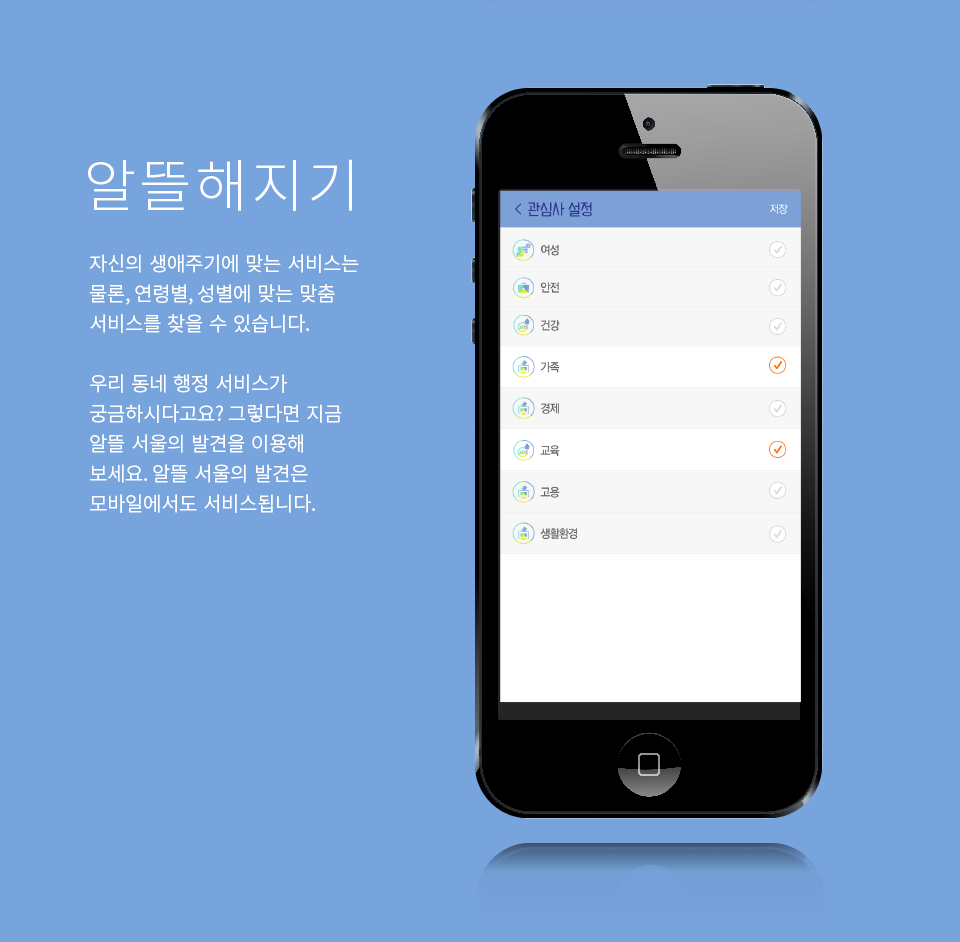 알뜰해지기
자신의 생애주기에 맞는 서비스는
물론, 연령별, 성별에 맞는 맞춤
서비스를 찾을 수 있습니다.
우리 동네 행정 서비스가
궁금하시다고요? 그렇다면 지금
알뜰 서울의 발견을 이용해
보세요. 알뜰 서울의 발견은
모바일에서도 서비스됩니다.
관심사 설정 저장
여성
안전
건강
가족
경제
교육
고용
생활환경